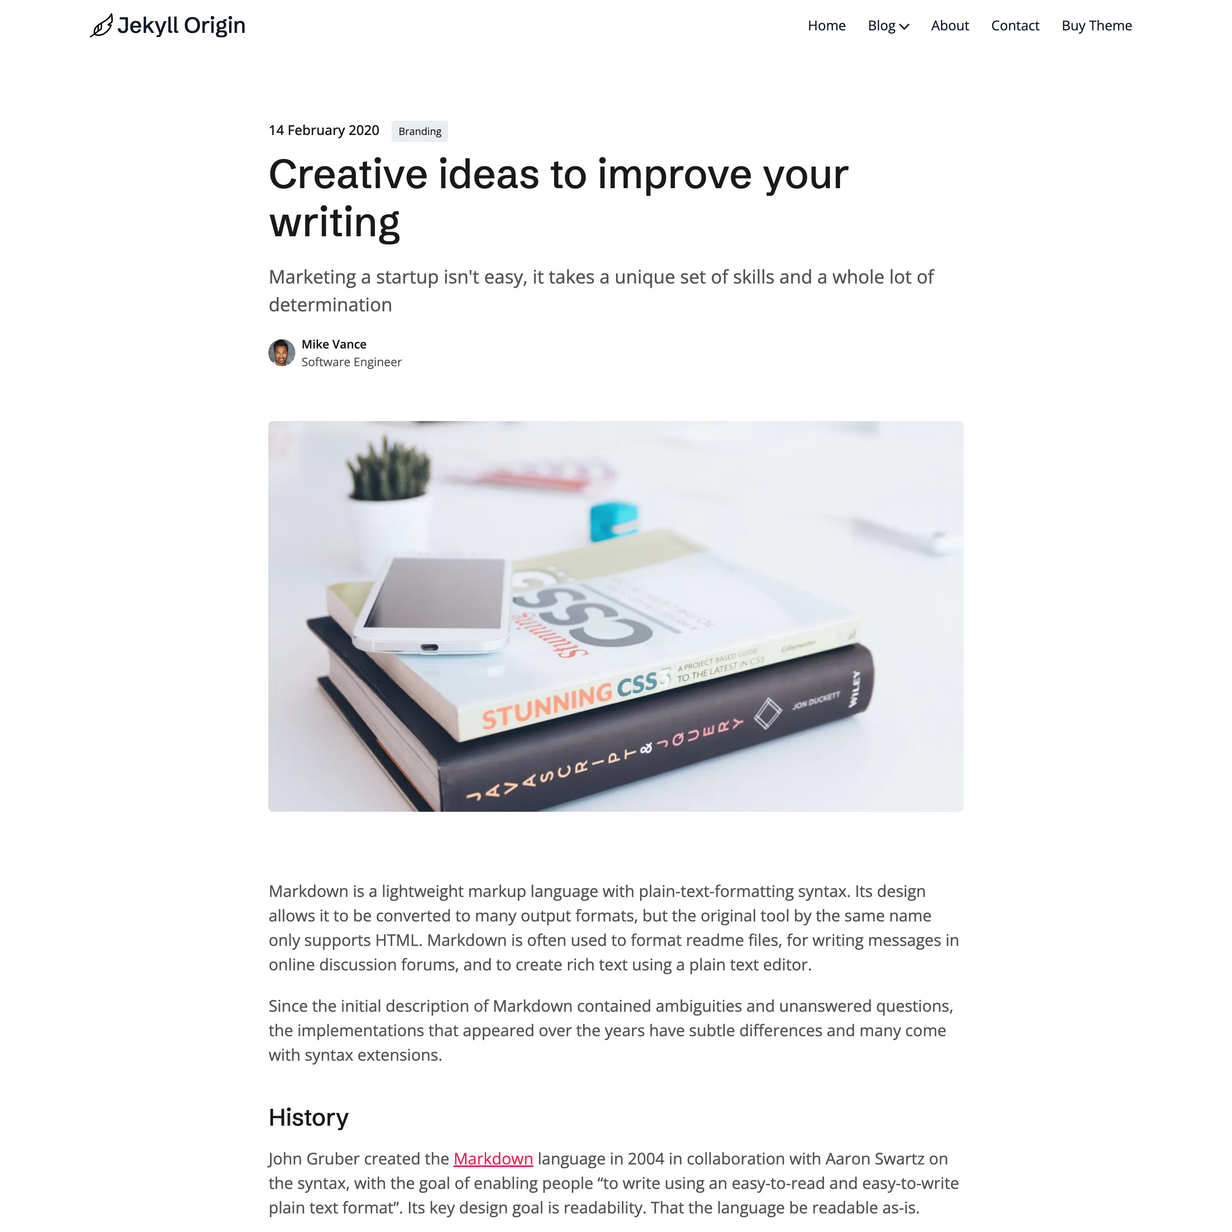 Jekyll Origin
Home Blog About Contact Buy Theme
14 February 2020 Branding
Creative ideas to improve your
writing
Marketing a startup isn't easy, it takes a unique set of skills and a whole lot of
determination
Mike Vance
Software Engineer
CSS
Stunning
STUNNING CSS3
A PROJECT-BASED GUIDE
TO THE LATEST IN CSS
Gillenwater
JAVASCRIPT & JQUERY
JON DUCKETT
WILEY
Markdown is a lightweight markup language with plain-text-formatting syntax. Its design
allows it to be converted to many output formats, but the original tool by the same name
only supports HTML. Markdown is often used to format readme files, for writing messages in
online discussion forums, and to create rich text using a plain text editor.
Since the initial description of Markdown contained ambiguities and unanswered questions,
the implementations that appeared over the years have subtle differences and many come
with syntax extensions.
History
John Gruber created the Markdown language in 2004 in collaboration with Aaron Swartz on
the syntax, with the goal of enabling people “to write using an easy-to-read and easy-to-write
plain text format”. Its key design goal is readability. That the language be readable as-is.